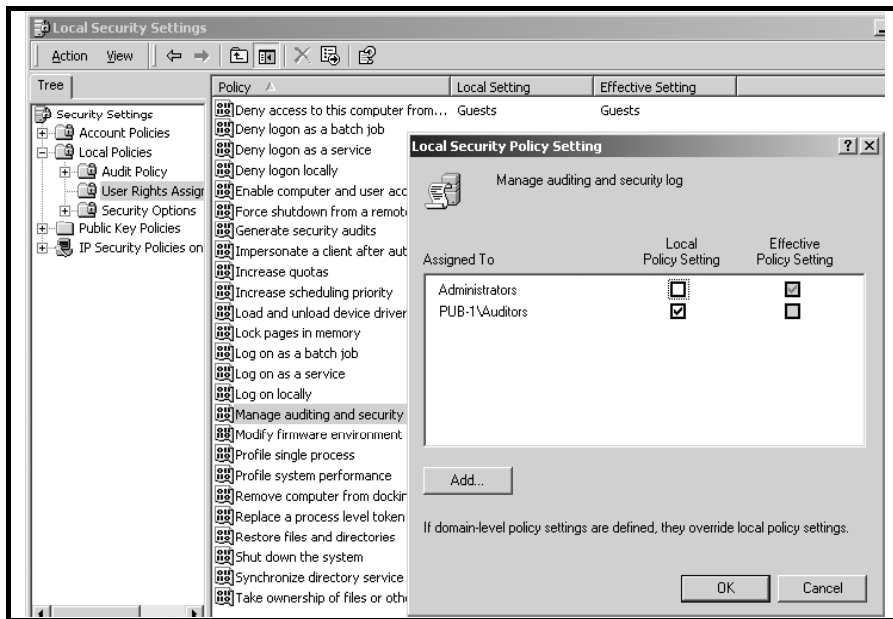 Local Security Settings
Action View
Tree
Policy Local Setting Effective Setting
Security Settings
Account Policies
Local Policies
Audit Policy
User Rights Assigr
Security Options
Public Key Policies
IP Security Policies on
Deny access to this computer from... Guests Guests
Deny logon as a batch job
Deny logon as a service
Deny logon locally
Enable computer and user acc
Force shutdown from a remot
Generate security audits
Impersonate a client after aut
Increase quotas
Increase scheduling priority
Load and unload device driver
Lock pages in memory
Log on as a batch job
Log on as a service
Log on locally
Manage auditing and security
Modify firmware environment
Profile single process
Profile system performance
Remove computer from dockir
Replace a process level token
Restore files and directories
Shut down the system
Synchronize directory service
Take ownership of files or othe
Local Security Policy Setting
Manage auditing and security log
Local Effective
Assigned To Policy Setting Policy Setting
Administrators
PUB-1\Auditors
Add...
If domain-level policy settings are defined, they override local policy settings.
OK Cancel